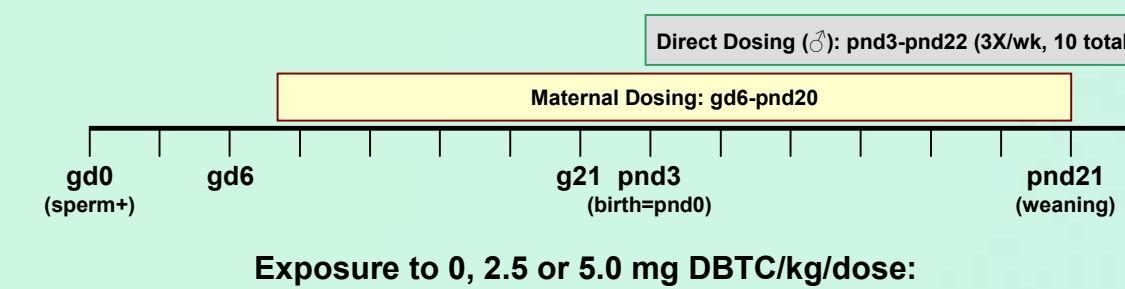 Direct Dosing (♂): pnd3-pnd22 (3X/wk, 10 total
Maternal Dosing: gd6-pnd20
gd0 gd6 g21 pnd3 pnd21
(sperm+) (birth=pnd0) (weaning)
Exposure to 0, 2.5 or 5.0 mg DBTC/kg/dose: